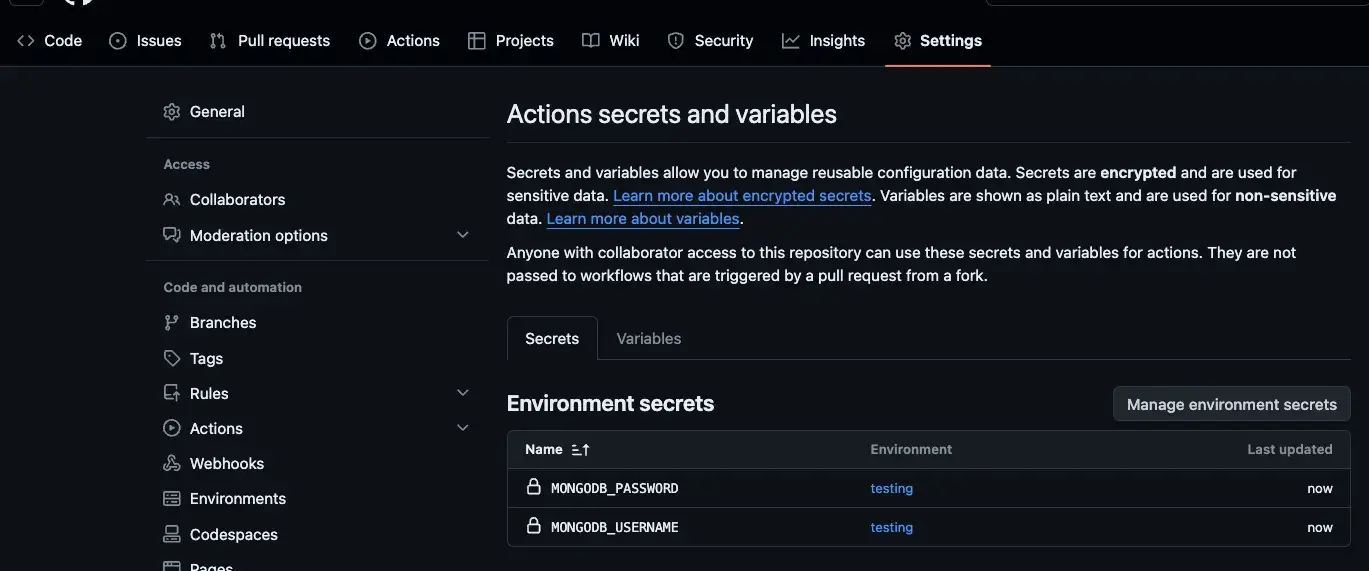 Code Issues Pull requests Actions Projects Wiki Security Insights Settings
General
Access
Collaborators
Moderation options
Code and automation
Branches
Tags
Rules
Actions
Webhooks
Environments
Codespaces
Pages
Actions secrets and variables
Secrets and variables allow you to manage reusable configuration data. Secrets are encrypted and are used for
sensitive data. Learn more about encrypted secrets. Variables are shown as plain text and are used for non-sensitive
data. Learn more about variables.
Anyone with collaborator access to this repository can use these secrets and variables for actions. They are not
passed to workflows that are triggered by a pull request from a fork.
Secrets Variables
Environment secrets Manage environment secrets
Name Environment Last updated
MONGODB_PASSWORD testing now
MONGODB_USERNAME testing now